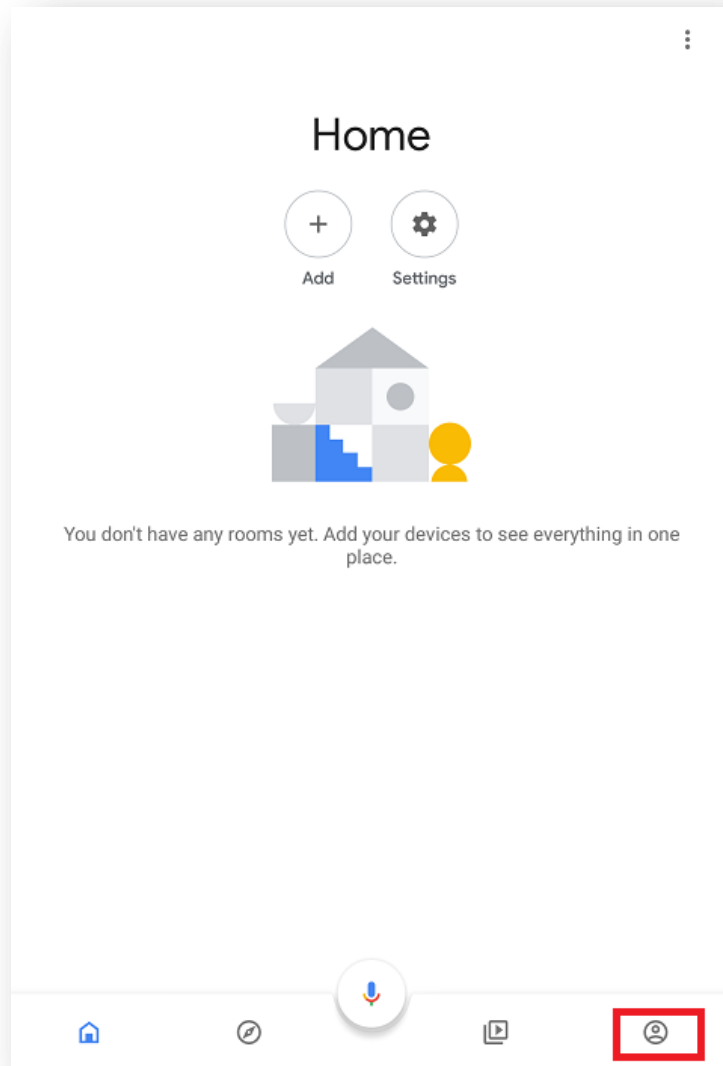 Home
Add
Settings
You don't have any rooms yet. Add your devices to see everything in one
place.